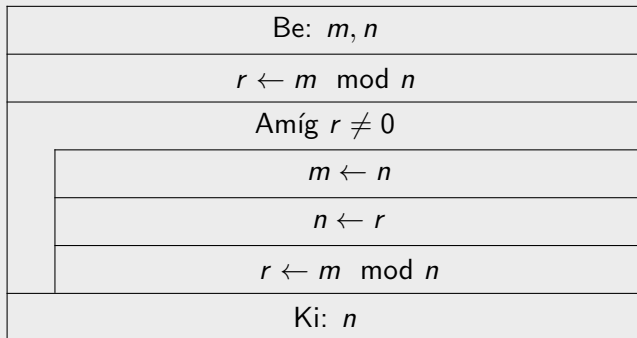 Be: m, n
r ← m mod n
Amíg r ≠ 0
m ← n
n ← r
r ← m mod n
Ki: n